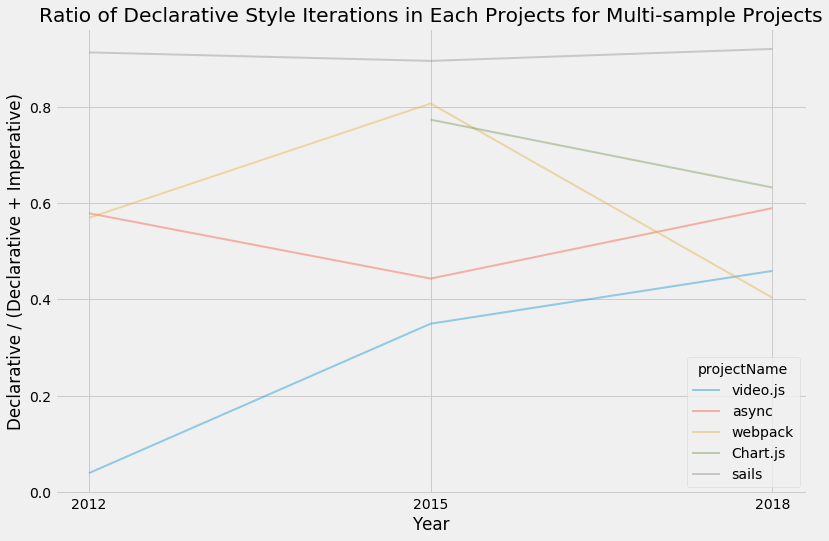 Ratio of Declarative Style Iterations in Each Projects for Multi-sample Projects
Declarative / (Declarative + Imperative)
0.8
0.6
0.4
0.2
0.0
2012
2015
2018
Year
projectName
video.js
async
webpack
Chart.js
sails